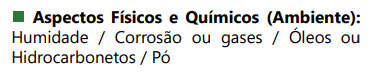 Aspectos Físicos e Químicos (Ambiente):
Humidade / Corrosão ou gases / Óleos ou
Hidrocarbonetos / Pó